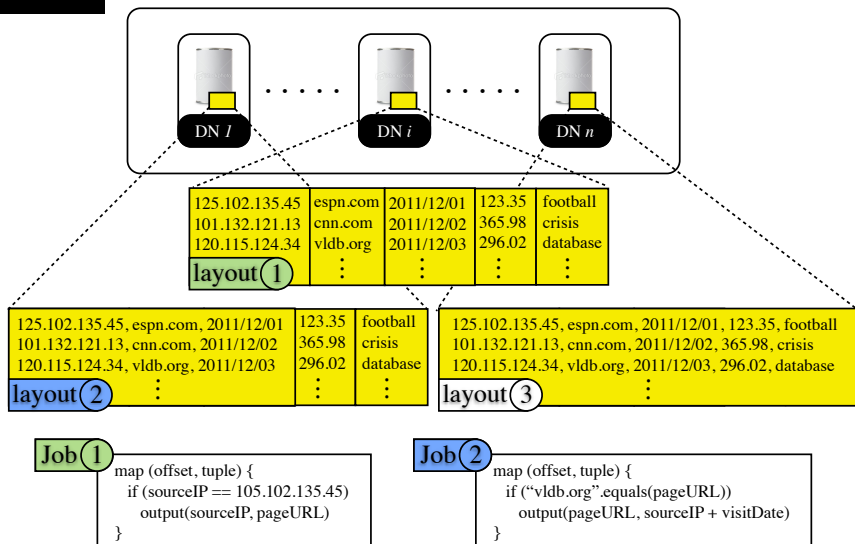 DN 1
DN i
DN n
125.102.135.45 espn.com 2011/12/01 123.35 football
101.132.121.13 cnn.com 2011/12/02 365.98 crisis
120.115.124.34 vldb.org 2011/12/03 296.02 database
layout 1
125.102.135.45, espn.com, 2011/12/01 123.35 football
101.132.121.13, cnn.com, 2011/12/02 365.98 crisis
120.115.124.34, vldb.org, 2011/12/03 296.02 database
layout 2
125.102.135.45, espn.com, 2011/12/01, 123.35, football
101.132.121.13, cnn.com, 2011/12/02, 365.98, crisis
120.115.124.34, vldb.org, 2011/12/03, 296.02, database
layout 3
Job 1
map (offset, tuple) {
if (sourceIP == 105.102.135.45)
output(sourceIP, pageURL)
}
Job 2
map (offset, tuple) {
if (“vldb.org”.equals(pageURL))
output(pageURL, sourceIP + visitDate)
}